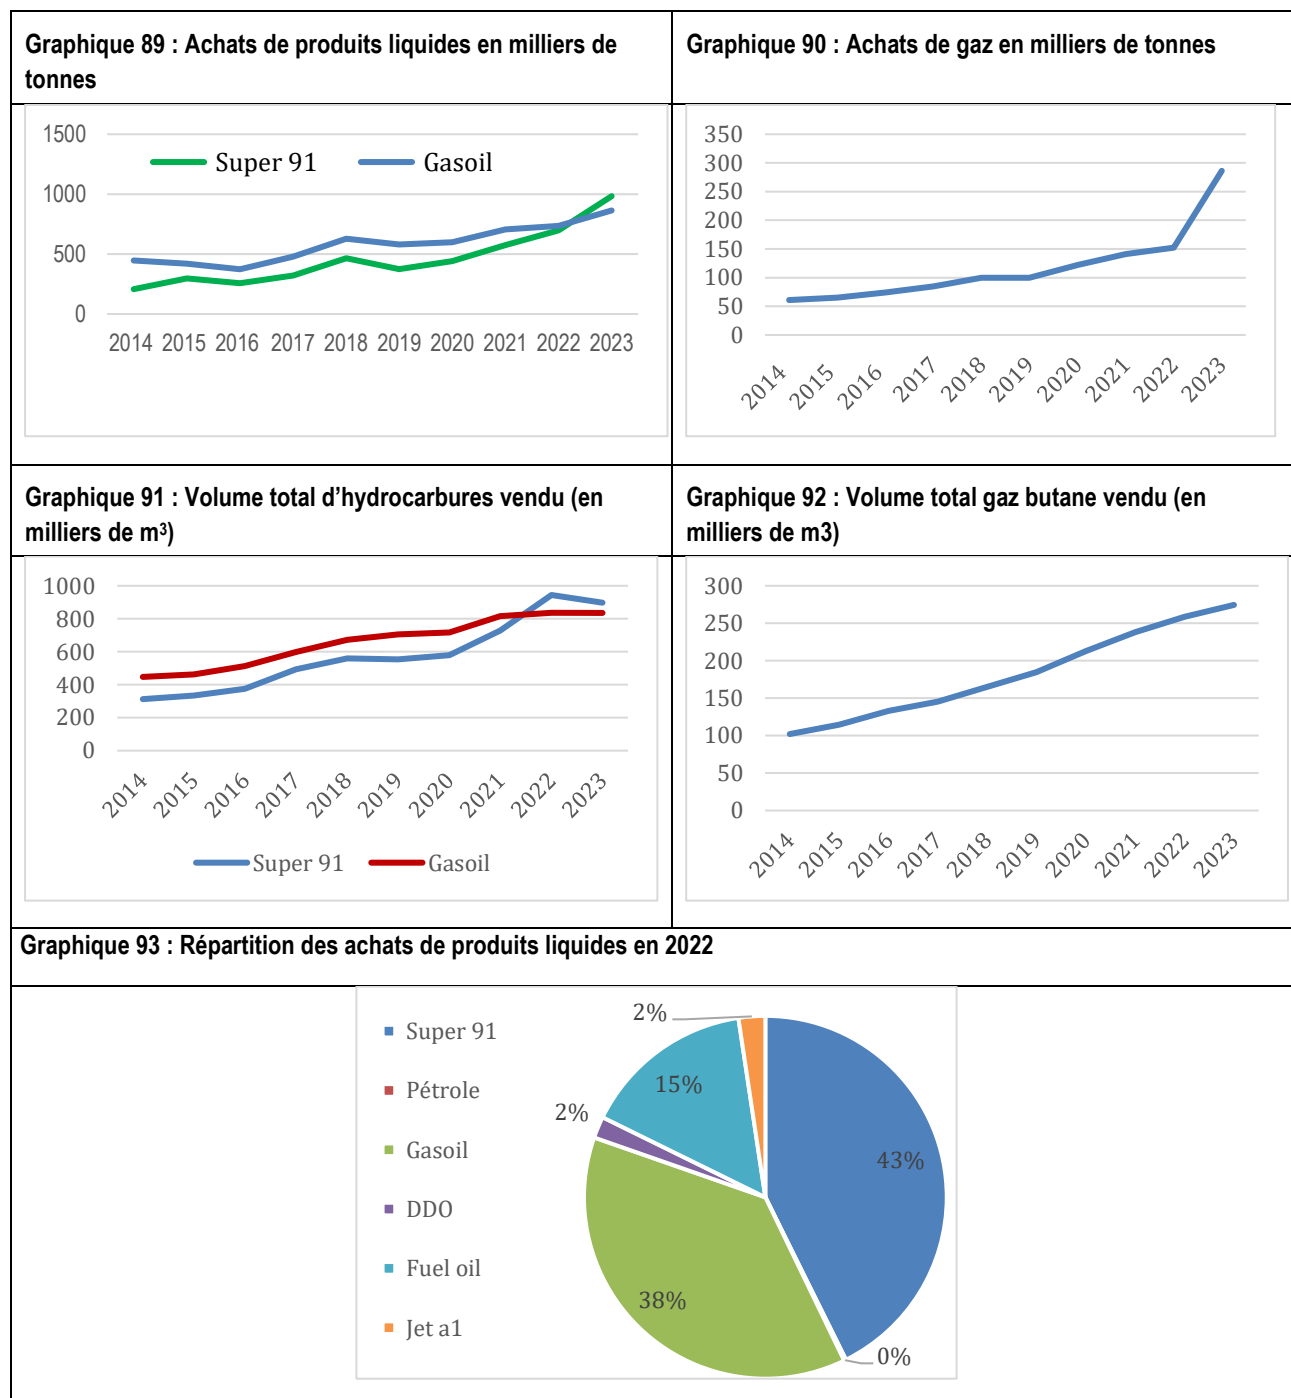 Graphique 89 : Achats de produits liquides en milliers de
tonnes
Graphique 90 : Achats de gaz en milliers de tonnes
1500
1000
500
0
Super 91
Gasoil
2014 2015 2016 2017 2018 2019 2020 2021 2022 2023
350
300
250
200
150
100
50
0
2014 2015 2016 2017 2018 2019 2020 2021 2022 2023
Graphique 91 : Volume total d’hydrocarbures vendu (en
milliers de m³)
Graphique 92 : Volume total gaz butane vendu (en
milliers de m3)
1000
800
600
400
200
0
2014 2015 2016 2017 2018 2019 2020 2021 2022 2023
Super 91
Gasoil
300
250
200
150
100
50
0
2014 2015 2016 2017 2018 2019 2020 2021 2022 2023
Graphique 93 : Répartition des achats de produits liquides en 2022
Super 91
Pétrole
Gasoil
DDO
Fuel oil
Jet a1
2%
15%
2%
43%
38%
0%